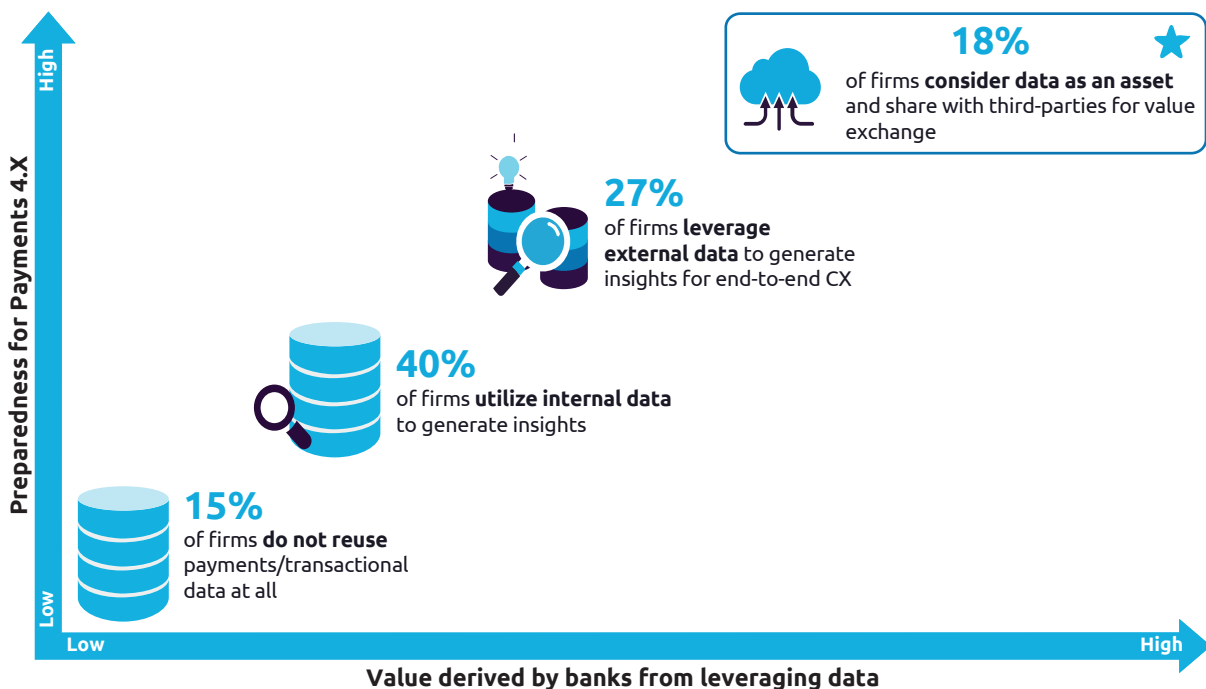 High
18%
of firms consider data as an asset
and share with third-parties for value
exchange
Preparedness for Payments 4.X
27%
of firms leverage
external data to generate
insights for end-to-end CX
40%
of firms utilize internal data
to generate insights
15%
of firms do not reuse
payments/transactional
data at all
Low
Low
High
Value derived by banks from leveraging data